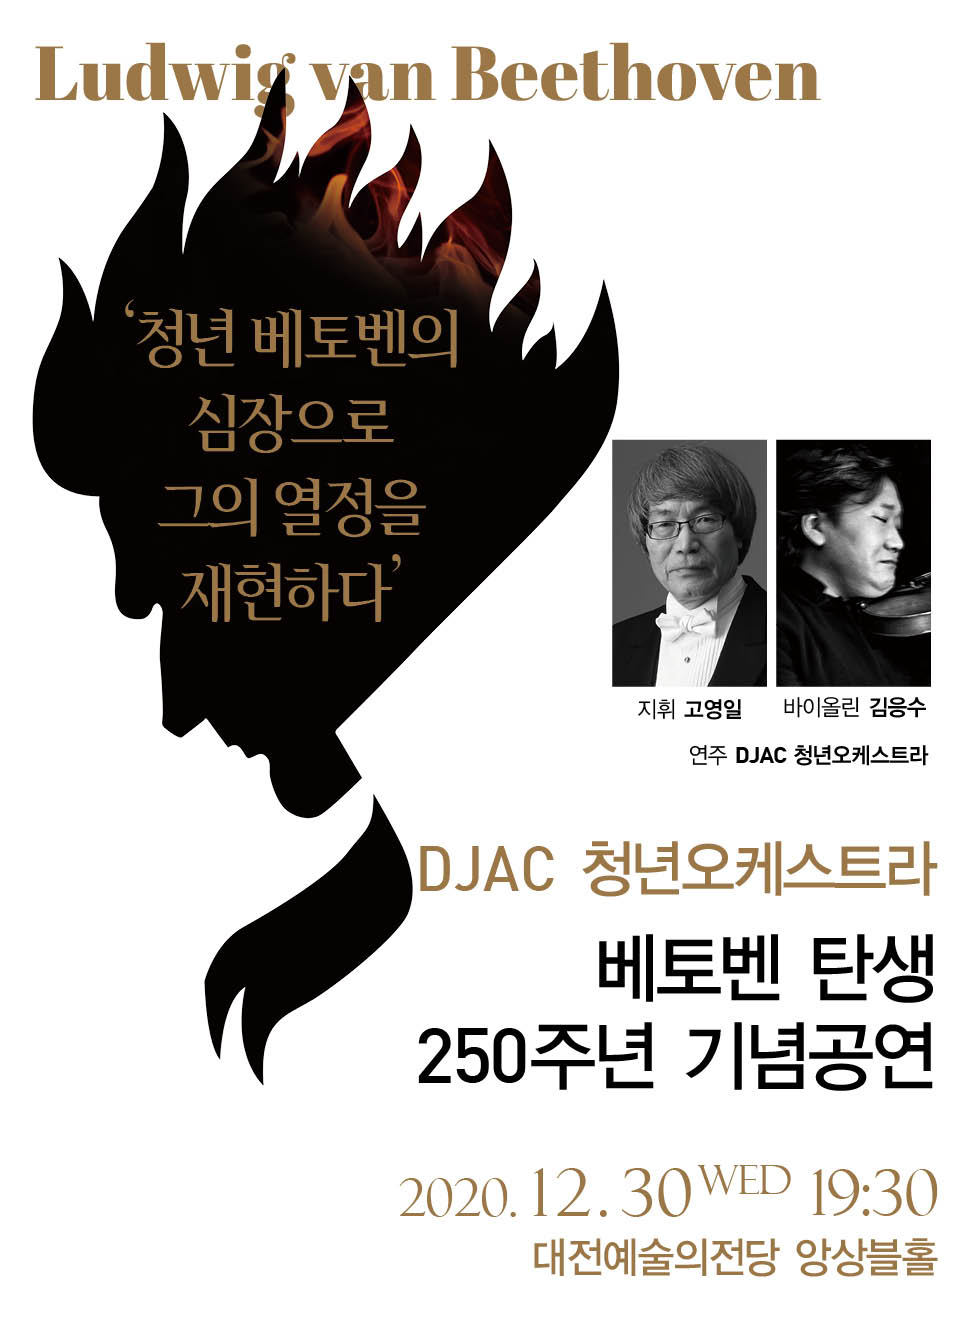 Ludwig van Beethoven
‘청년 베토벤의
심장으로
그의 열정을
재현하다’
지휘 고영일
바이올린 김응수
연주 DJAC 청년오케스트라
DJAC 청년오케스트라
베토벤 탄생
250주년 기념공연
2020. 12. 30 WED 19:30
대전예술의전당 앙상블홀